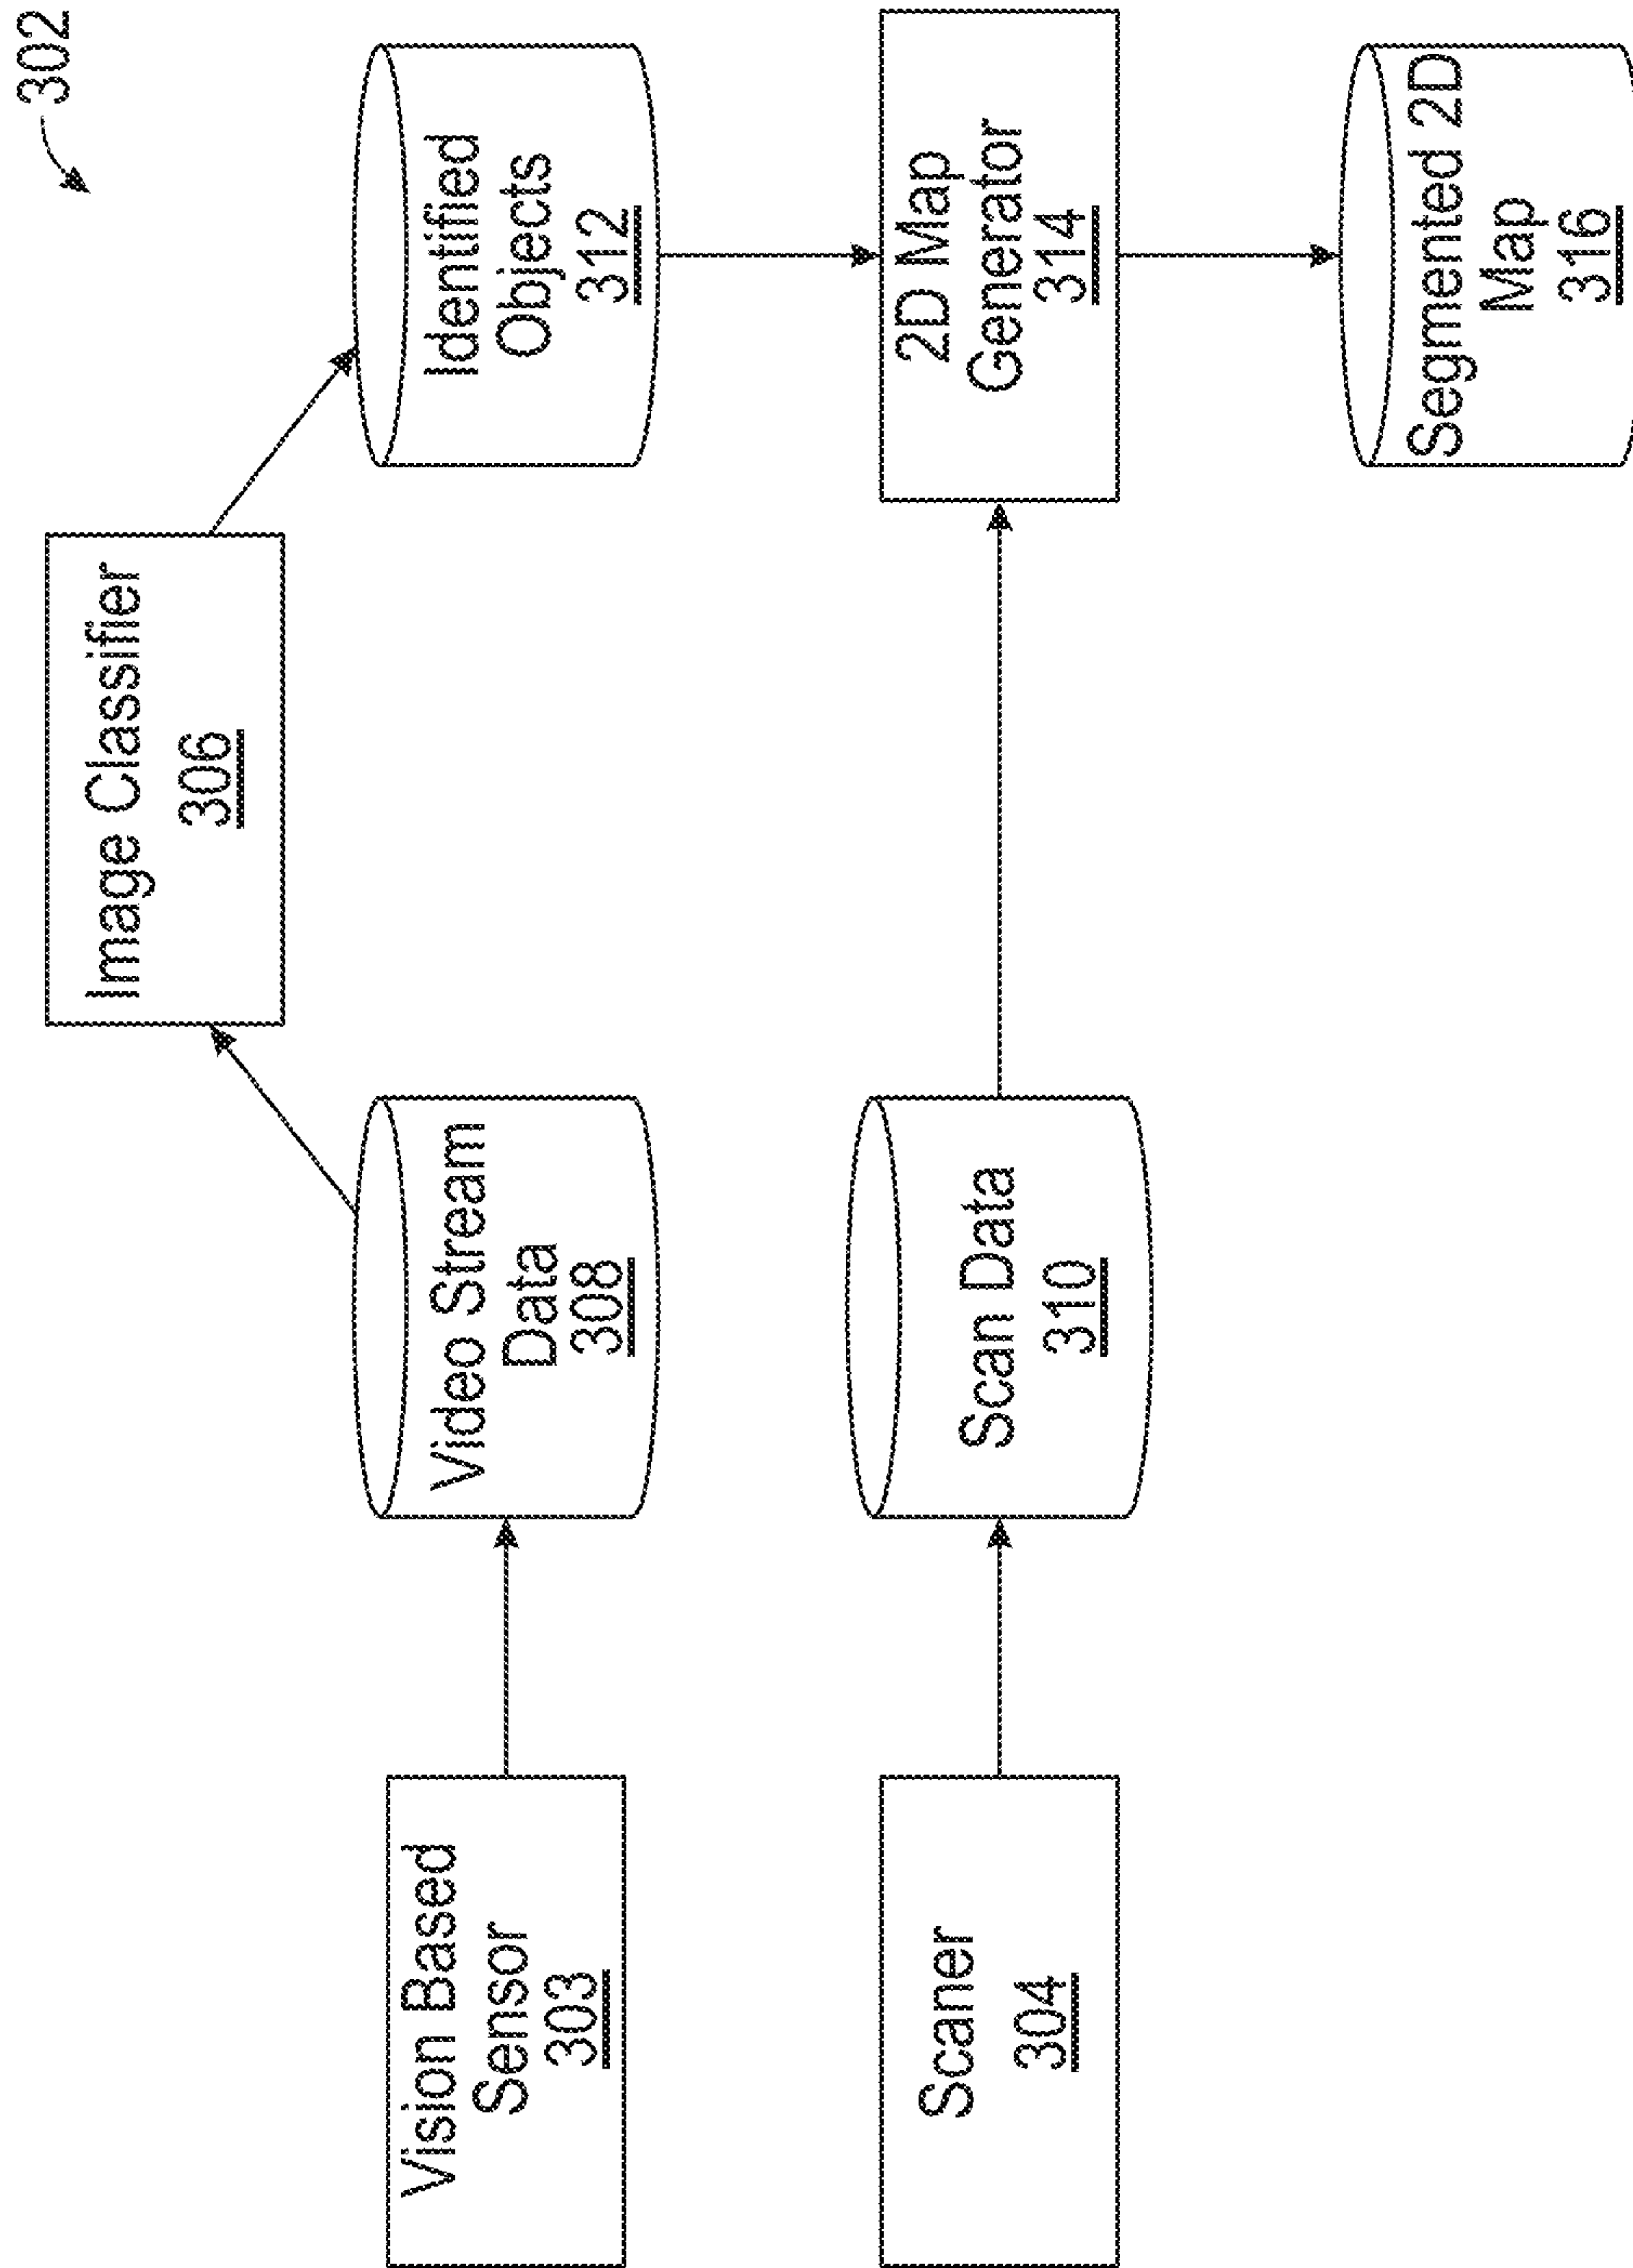 302
Image Classifier
306
Vision Based
Sensor
303
Video Stream
Data
308
Identified
Objects
312
Scaner
304
Scan Data
310
2D Map
Generator
314
Segmented 2D
Map
316